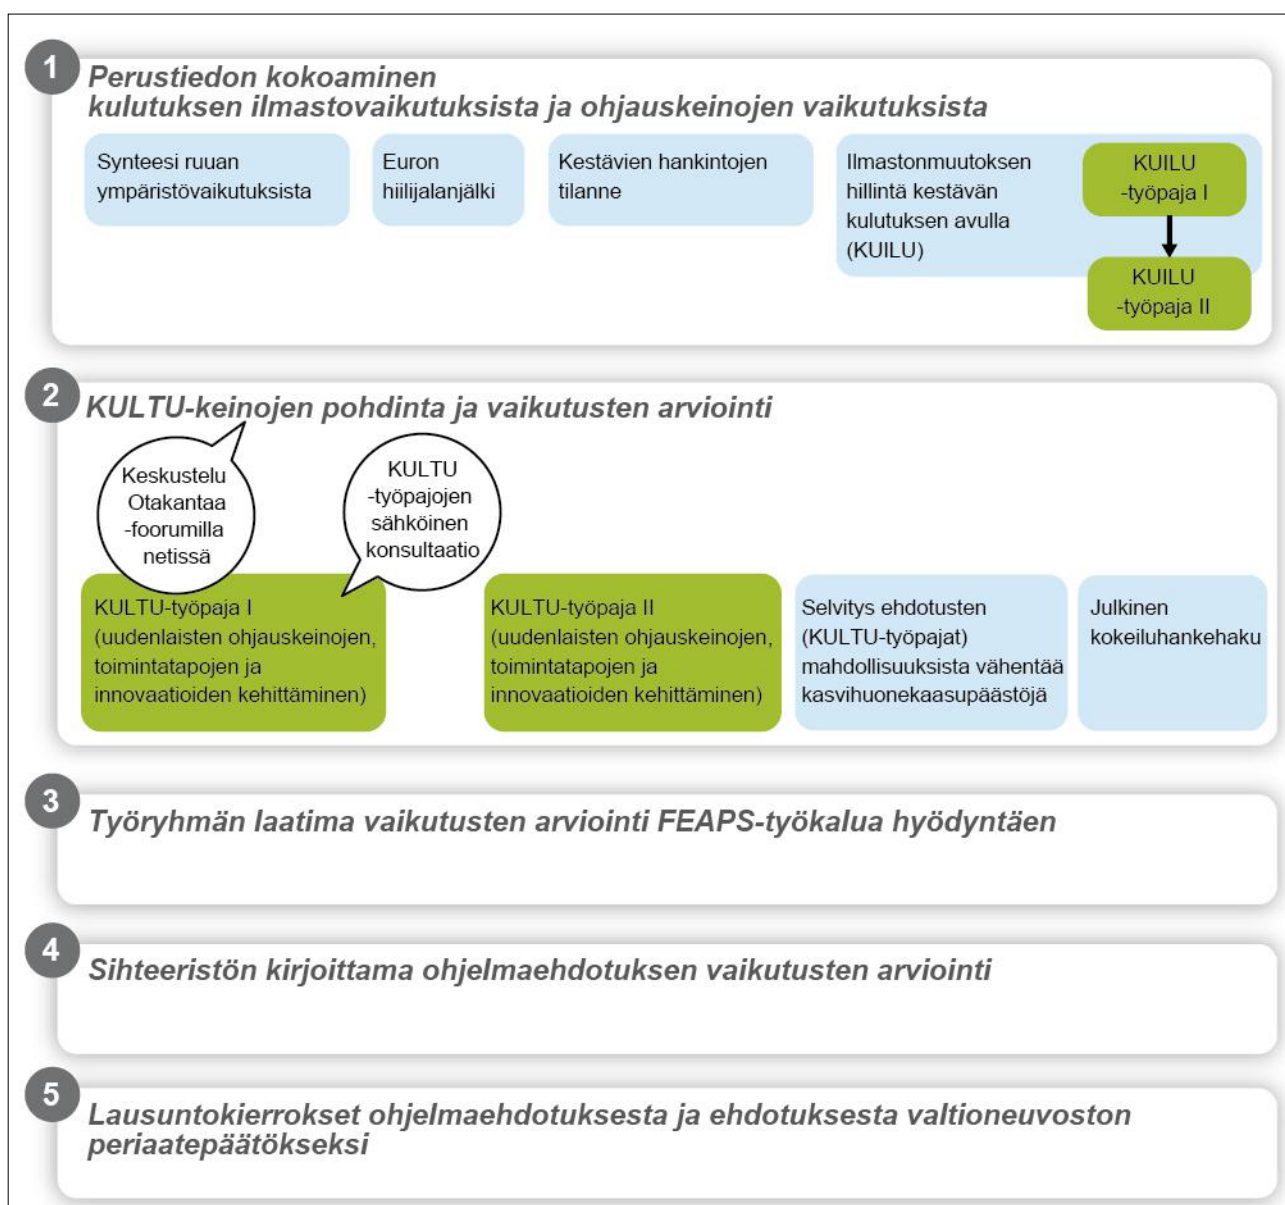 1
Perustiedon kokoaminen
kulutuksen ilmastovaikutuksista ja ohjauskeinojen vaikutuksista
Synteesi ruuan
ympäristövaikutuksista
Euron
hiilijalanjälki
Kestävien hankintojen
tilanne
Ilmastonmuutoksen
hillintä kestävän
kulutuksen avulla
(KUILU)
KUILU
-työpaja I
KUILU
-työpaja II
2
KULTU-keinojen pohdinta ja vaikutusten arviointi
Keskustelu
Otakantaa
-foorumilla
netissä
KULTU
-työpajojen
sähköinen
konsultaatio
KULTU-työpaja I
(uudenlaisten ohjauskeinojen,
toimintatapojen ja
innovaatioiden kehittäminen)
KULTU-työpaja II
(uudenlaisten ohjauskeinojen,
toimintatapojen ja
innovaatioiden kehittäminen)
Selvitys ehdotusten
(KULTU-työpajat)
mahdollisuuksista vähentää
kasvihuonekaasupäästöjä
Julkinen
kokeiluhankehaku
3
Työryhmän laatima vaikutusten arviointi FEAPS-työkalua hyödyntäen
4
Sihteeristön kirjoittama ohjelmaehdotuksen vaikutusten arviointi
5
Lausuntokierrokset ohjelmaehdotuksesta ja ehdotuksesta valtioneuvoston
periaatepäätökseksi